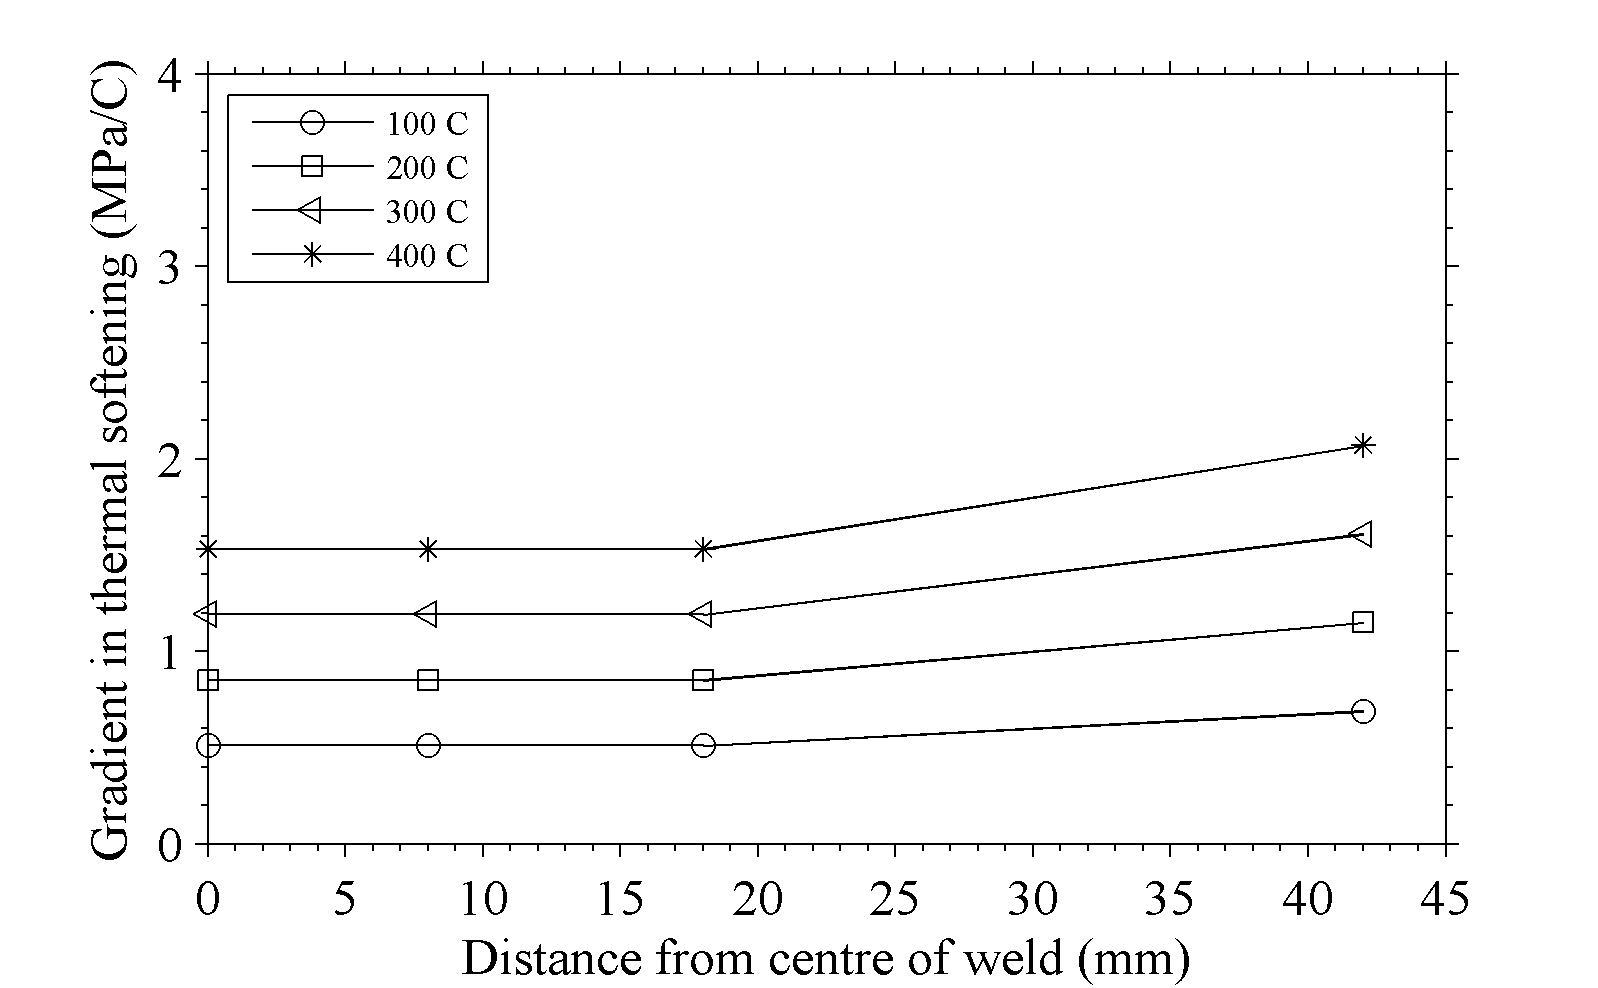 Gradient in thermal softening (MPa/C)
4
3
2
1
0
100 C
200 C
300 C
400 C
0 5 10 15 20 25 30 35 40 45
Distance from centre of weld (mm)